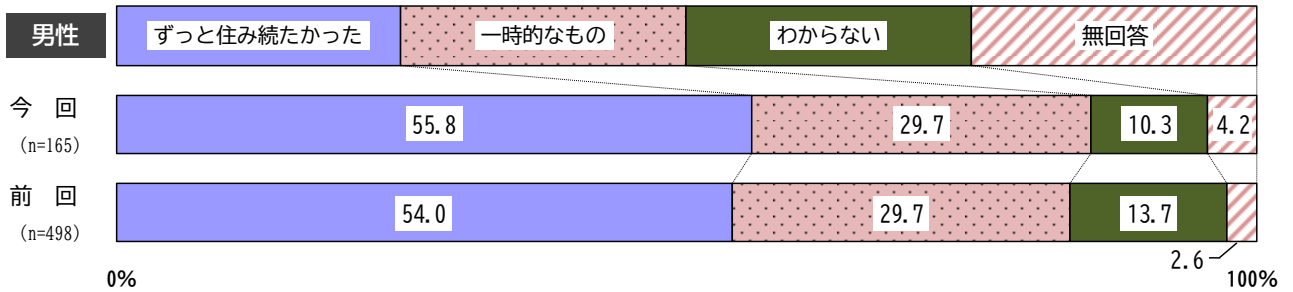 男性 ずっと住み続たかった 一時的なもの わからない 無回答
今　回 55.8 29.7 10.3 4.2
(n=165)
前　回 54.0 29.7 13.7
(n=498)
2.6
0% 100%